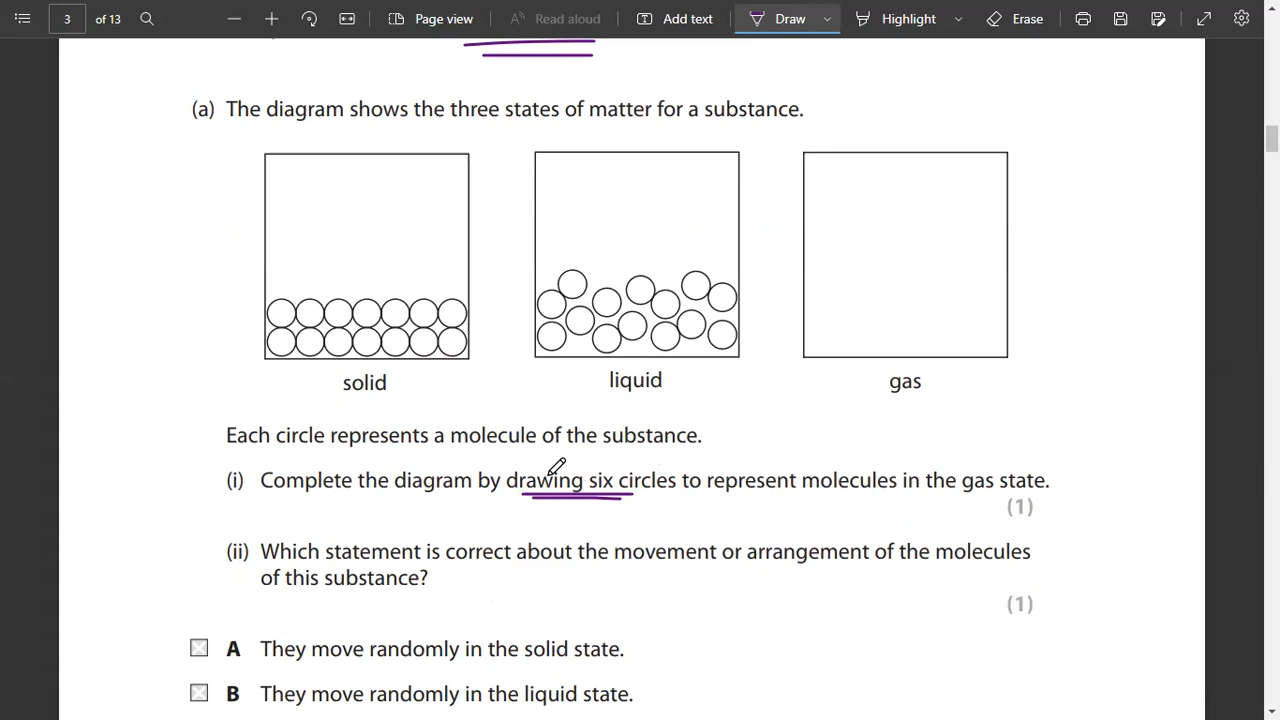 3 of 13 Page view Read aloud Add text Draw Highlight Erase
(a) The diagram shows the three states of matter for a substance.
solid liquid gas
Each circle represents a molecule of the substance.
(i) Complete the diagram by drawing six circles to represent molecules in the gas state.
(1)
(ii) Which statement is correct about the movement or arrangement of the molecules
of this substance?
(1)
A They move randomly in the solid state.
B They move randomly in the liquid state.